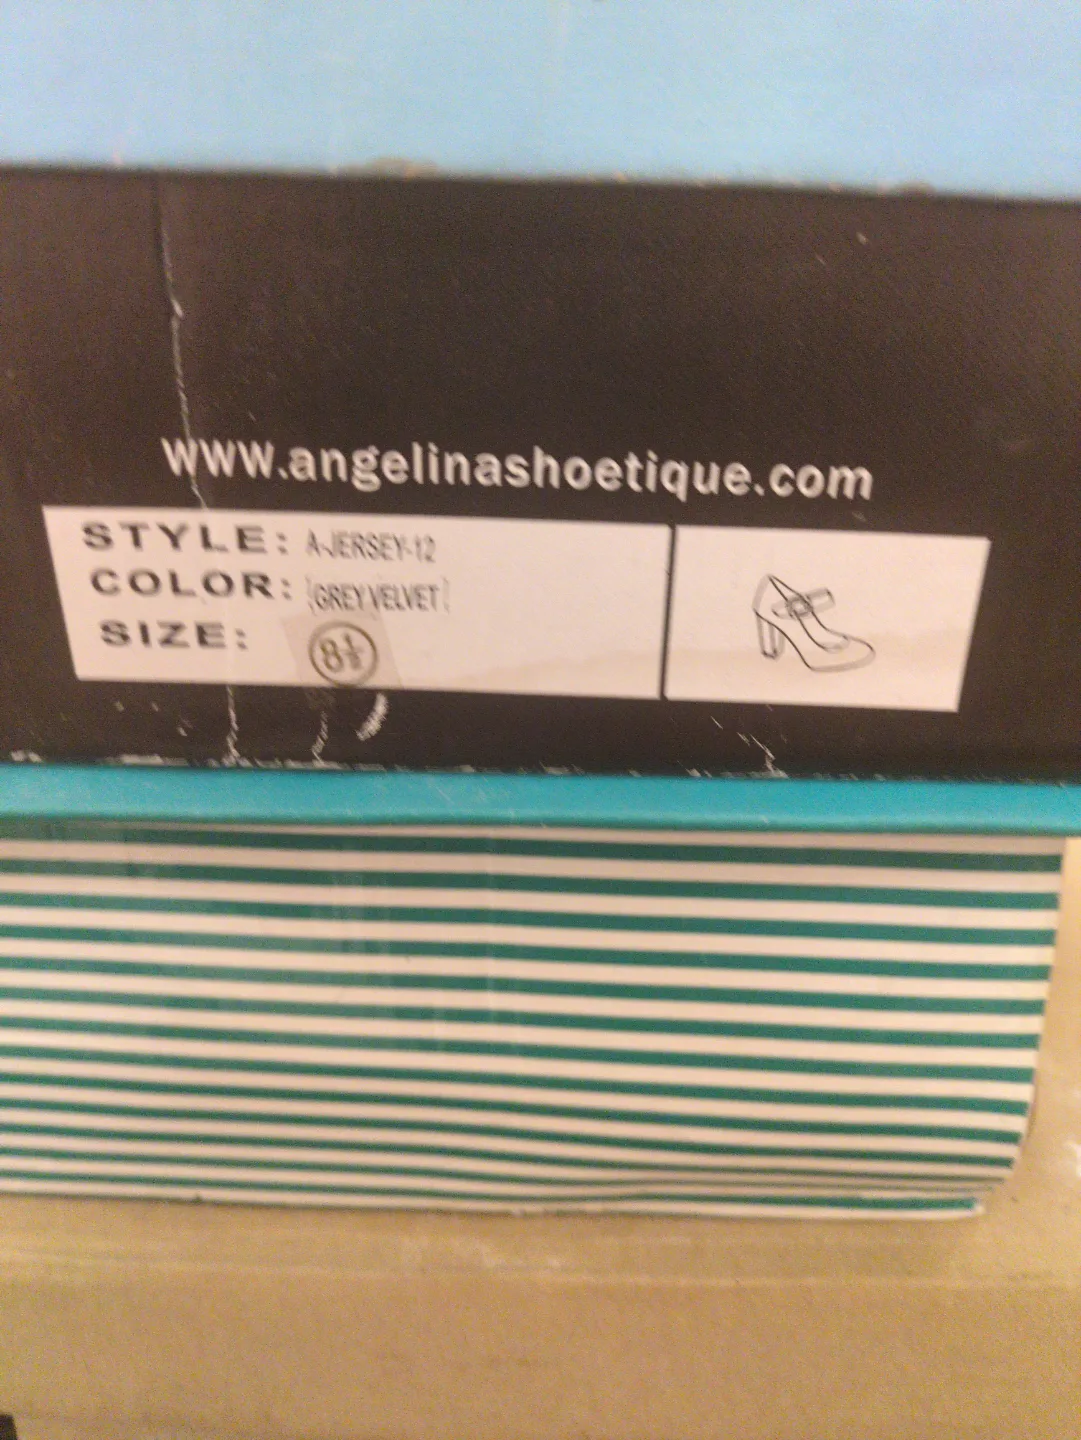 www.angelinashoetique.com
STYLE: A-JERSEY-12
COLOR: (GREY VELVET)
SIZE: 8½